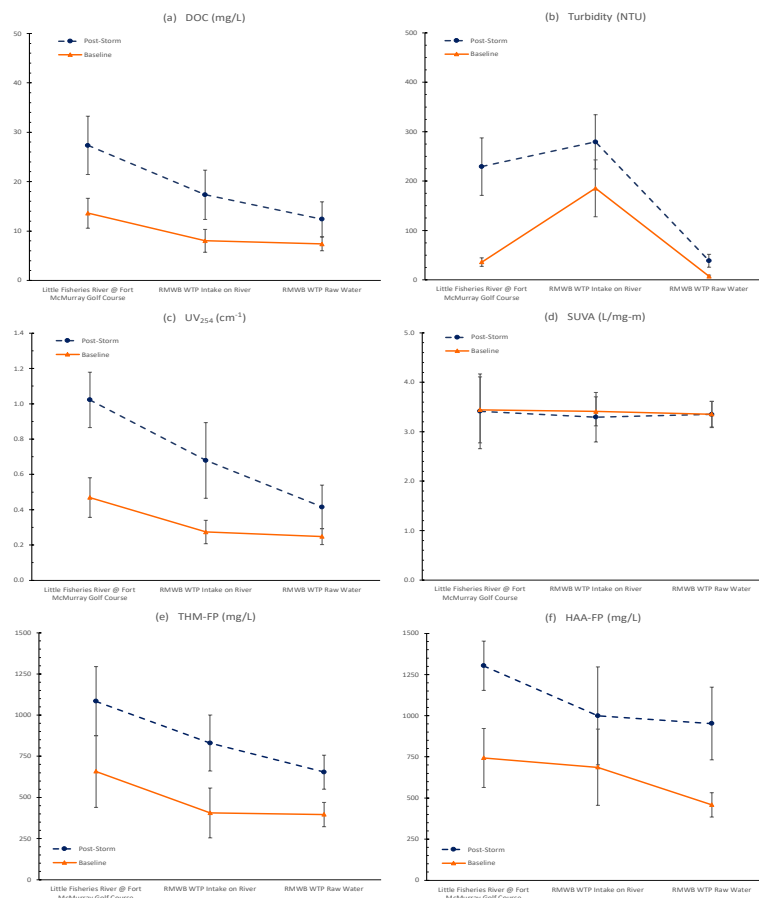 (a) DOC (mg/L)
50
40
30
20
10
0
Post-Storm
Baseline
Little Fisheries River @ Fort
McMurray Golf Course
RMWB WTP Intake on River
RMWB WTP Raw Water
(b) Turbidity (NTU)
500
400
300
200
100
0
Post-Storm
Baseline
Little Fisheries River @ Fort
McMurray Golf Course
RMWB WTP Intake on River
RMWB WTP Raw Water
(c) UV254 (cm-1)
1.4
1.2
1.0
0.8
0.6
0.4
0.2
0.0
Post-Storm
Baseline
Little Fisheries River @ Fort
McMurray Golf Course
RMWB WTP Intake on River
RMWB WTP Raw Water
(d) SUVA (L/mg-m)
5.0
4.0
3.0
2.0
1.0
0.0
Post-Storm
Baseline
Little Fisheries River @ Fort
McMurray Golf Course
RMWB WTP Intake on River
RMWB WTP Raw Water
(e) THM-FP (mg/L)
1500
1250
1000
750
500
250
0
Post-Storm
Baseline
Little Fisheries River @ Fort
McMurray Golf Course
RMWB WTP Intake on River
RMWB WTP Raw Water
(f) HAA-FP (mg/L)
1500
1250
1000
750
500
250
0
Post-Storm
Baseline
Little Fisheries River @ Fort
McMurray Golf Course
RMWB WTP Intake on River
RMWB WTP Raw Water